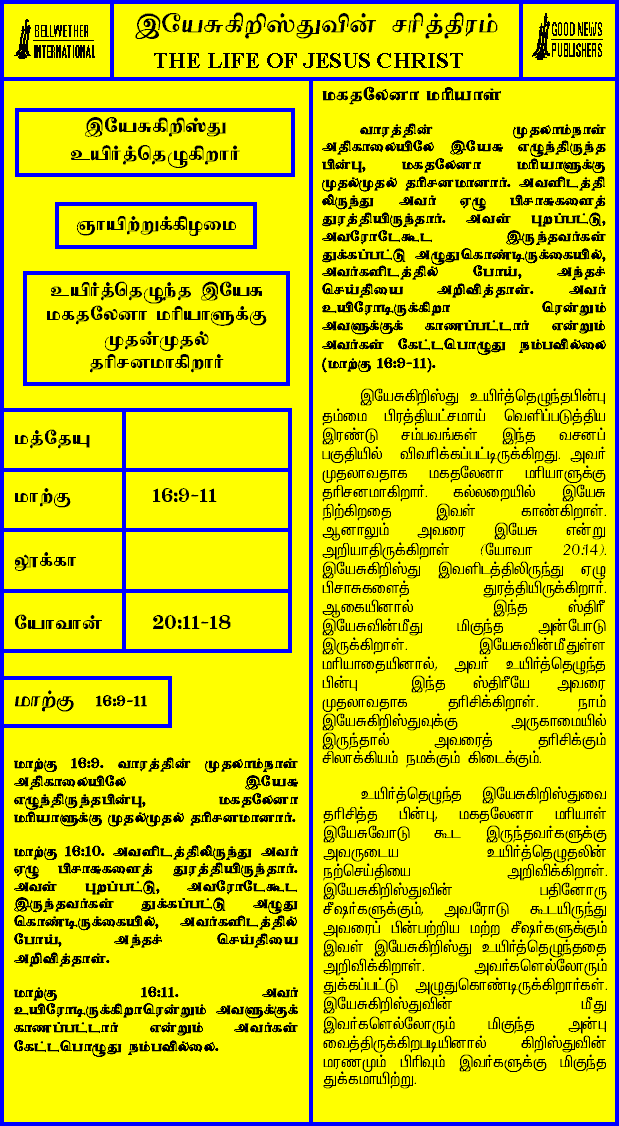 BELLWETHER
INTERNATIONAL
இயேசுகிறிஸ்துவின் சரித்திரம்
THE LIFE OF JESUS CHRIST
GOOD NEWS
PUBLISHERS
இயேசுகிறிஸ்து
உயிர்த்தெழுகிறார்
ஞாயிற்றுக்கிழமை
உயிர்த்தெழுந்த இயேசு
மகதலேனா மரியாளுக்கு
முதன்முதல்
தரிசனமாகிறார்
மத்தேயு
மாற்கு 16:9-11
லூக்கா
யோவான் 20:11-18
மாற்கு 16:9-11
மாற்கு 16:9. வாரத்தின் முதலாம்நாள்
அதிகாலையிலே இயேசு
எழுந்திருந்தபின்பு, மகதலேனா
மரியாளுக்கு முதல்முதல் தரிசனமானார்.
மாற்கு 16:10. அவளிடத்திலிருந்து அவர்
ஏழு பிசாசுகளைத் துரத்தியிருந்தார்.
அவள் புறப்பட்டு, அவரோடேகூட
இருந்தவர்கள் துக்கப்பட்டு அழுது
கொண்டிருக்கையில், அவர்களிடத்தில்
போய், அந்தச் செய்தியை
அறிவித்தாள்.
மாற்கு 16:11. அவர்
உயிரோடிருக்கிறாரென்றும் அவளுக்குக்
காணப்பட்டார் என்றும் அவர்கள்
கேட்டபொழுது நம்பவில்லை.
மகதலேனா மரியாள்
வாரத்தின் முதலாம்நாள்
அதிகாலையிலே இயேசு எழுந்திருந்த
பின்பு, மகதலேனா மரியாளுக்கு
முதல்முதல் தரிசனமானார். அவளிடத்தி
லிருந்து அவர் ஏழு பிசாசுகளைத்
துரத்தியிருந்தார். அவள் புறப்பட்டு,
அவரோடேகூட இருந்தவர்கள்
துக்கப்பட்டு அழுதுகொண்டிருக்கையில்,
அவர்களிடத்தில் போய், அந்தச்
செய்தியை அறிவித்தாள். அவர்
உயிரோடிருக்கிறா ரென்றும்
அவளுக்குக் காணப்பட்டார் என்றும்
அவர்கள் கேட்டபொழுது நம்பவில்லை
(மாற்கு 16:9-11).
இயேசுகிறிஸ்து உயிர்த்தெழுந்தபின்பு
தம்மை பிரத்தியட்சமாய் வெளிப்படுத்திய
இரண்டு சம்பவங்கள் இந்த வசனப்
பகுதியில் விவரிக்கப்பட்டிருக்கிறது. அவர்
முதலாவதாக மகதலேனா மரியாளுக்கு
தரிசனமாகிறார். கல்லறையில் இயேசு
நிற்கிறதை இவள் காண்கிறாள்.
ஆனாலும் அவரை இயேசு என்று
அறியாதிருக்கிறாள் (யோவா 20:14).
இயேசுகிறிஸ்து இவளிடத்திலிருந்து ஏழு
பிசாசுகளைத் துரத்தியிருக்கிறார்.
ஆகையினால் இந்த ஸ்திரீ
இயேசுவின்மீது மிகுந்த அன்போடு
இருக்கிறாள். இயேசுவின்மீதுள்ள
மரியாதையினால், அவர் உயிர்த்தெழுந்த
பின்பு இந்த ஸ்திரீயே அவரை
முதலாவதாக தரிசிக்கிறாள். நாம்
இயேசுகிறிஸ்துவுக்கு அருகாமையில்
இருந்தால் அவரைத் தரிசிக்கும்
சிலாக்கியம் நமக்கும் கிடைக்கும்.
உயிர்த்தெழுந்த இயேசுகிறிஸ்துவை
தரிசித்த பின்பு, மகதலேனா மரியாள்
இயேசுவோடு கூட இருந்தவர்களுக்கு
அவருடைய உயிர்த்தெழுதலின்
நற்செய்தியை அறிவிக்கிறாள்.
இயேசுகிறிஸ்துவின் பதினோரு
சீஷர்களுக்கும், அவரோடு கூடயிருந்து
அவரைப் பின்பற்றிய மற்ற சீஷர்களுக்கும்
இவள் இயேசுகிறிஸ்து உயிர்த்தெழுந்ததை
அறிவிக்கிறாள். அவர்களெல்லோரும்
துக்கப்பட்டு அழுதுகொண்டிருக்கிறார்கள்.
இயேசுகிறிஸ்துவின் மீது
இவர்களெல்லோரும் மிகுந்த அன்பு
வைத்திருக்கிறபடியினால் கிறிஸ்துவின்
மரணமும் பிரிவும் இவர்களுக்கு மிகுந்த
துக்கமாயிற்று.